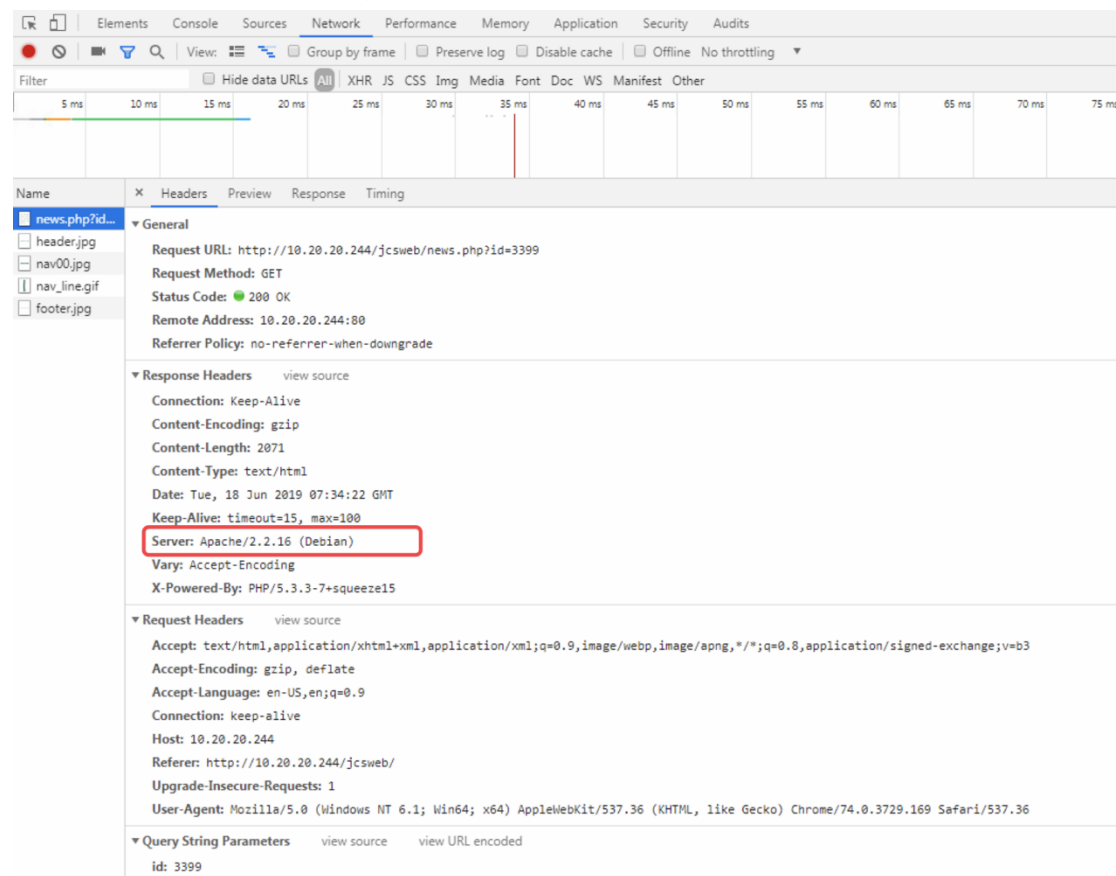 Elements Console Sources Network Performance Memory Application Security Audits
View: Group by frame Preserve log Disable cache Offline No throttling ▼
Filter Hide data URLs All XHR JS CSS Img Media Font Doc WS Manifest Other
5 ms 10 ms 15 ms 20 ms 25 ms 30 ms 35 ms 40 ms 45 ms 50 ms 55 ms 60 ms 65 ms 70 ms 75 ms
Name × Headers Preview Response Timing
news.php?id...
header.jpg
nav00.jpg
nav_line.gif
footer.jpg
▼ General
Request URL: http://10.20.20.244/jcsweb/news.php?id=3399
Request Method: GET
Status Code: 200 OK
Remote Address: 10.20.20.244:80
Referrer Policy: no-referrer-when-downgrade
▼ Response Headers view source
Connection: Keep-Alive
Content-Encoding: gzip
Content-Length: 2071
Content-Type: text/html
Date: Tue, 18 Jun 2019 07:34:22 GMT
Keep-Alive: timeout=15, max=100
Server: Apache/2.2.16 (Debian)
Vary: Accept-Encoding
X-Powered-By: PHP/5.3.3-7+squeeze15
▼ Request Headers view source
Accept: text/html,application/xhtml+xml,application/xml;q=0.9,image/webp,image/apng,*/*;q=0.8,application/signed-exchange;v=b3
Accept-Encoding: gzip, deflate
Accept-Language: en-US,en;q=0.9
Connection: keep-alive
Host: 10.20.20.244
Referer: http://10.20.20.244/jcsweb/
Upgrade-Insecure-Requests: 1
User-Agent: Mozilla/5.0 (Windows NT 6.1; Win64; x64) AppleWebKit/537.36 (KHTML, like Gecko) Chrome/74.0.3729.169 Safari/537.36
▼ Query String Parameters view source view URL encoded
id: 3399